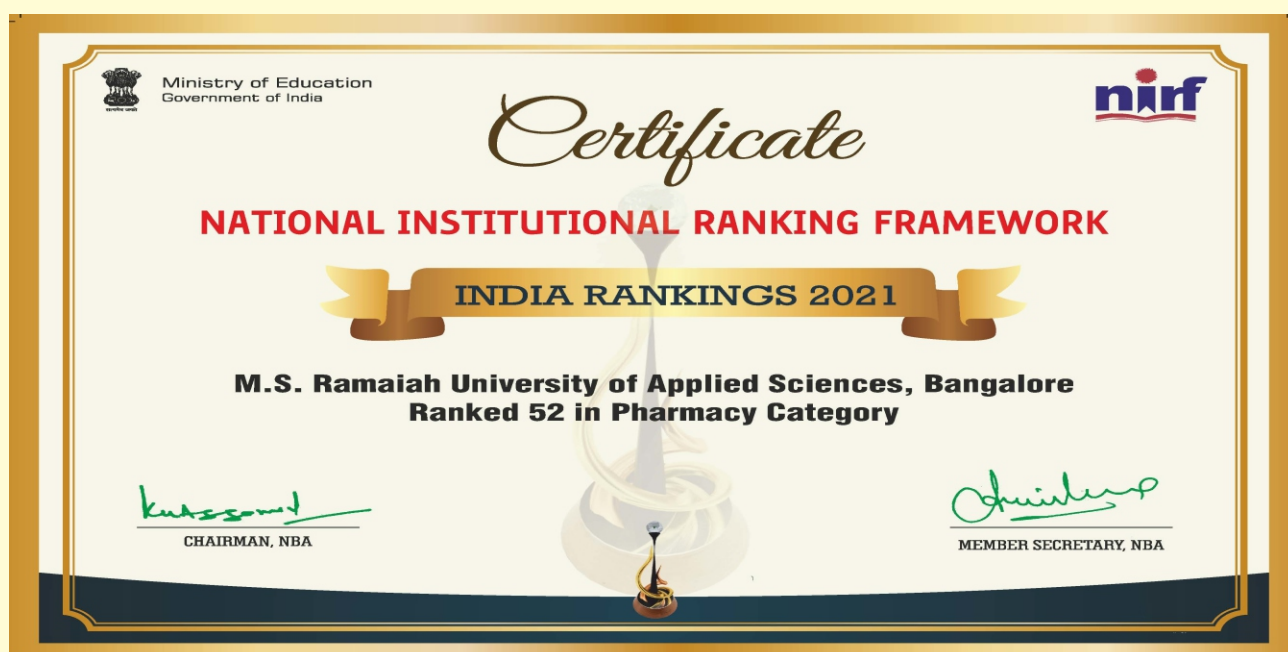 Ministry of Education
Government of India
nirf
Certificate
NATIONAL INSTITUTIONAL RANKING FRAMEWORK
INDIA RANKINGS 2021
M.S. Ramaiah University of Applied Sciences, Bangalore
Ranked 52 in Pharmacy Category
CHAIRMAN, NBA
MEMBER SECRETARY, NBA